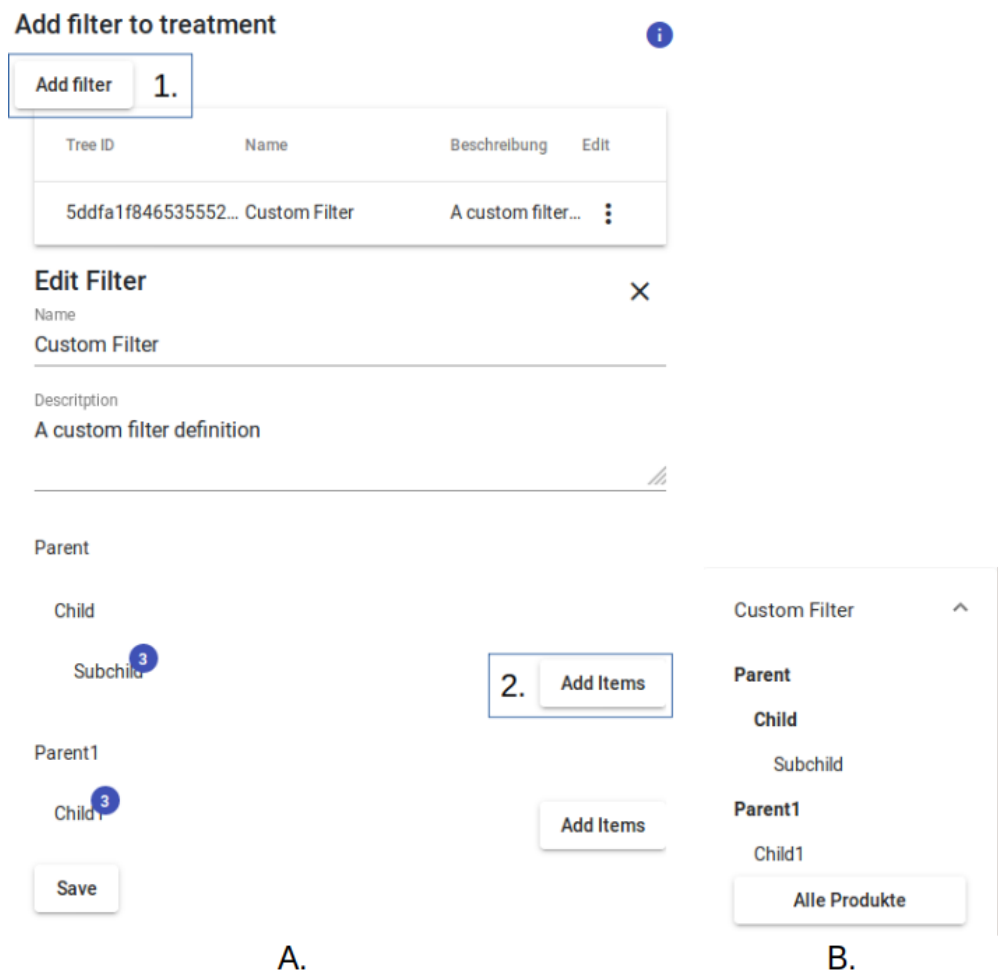 Add filter to treatment
i
Add filter 1.
Tree ID Name Beschreibung Edit
5ddfa1f846535552... Custom Filter A custom filter...
Edit Filter
Name
Custom Filter
Descritption
A custom filter definition
Parent
Child
Subchild 3
2. Add Items
Parent1
Child1 3
Add Items
Save
A.
Custom Filter
Parent
Child
Subchild
Parent1
Child1
Alle Produkte
B.